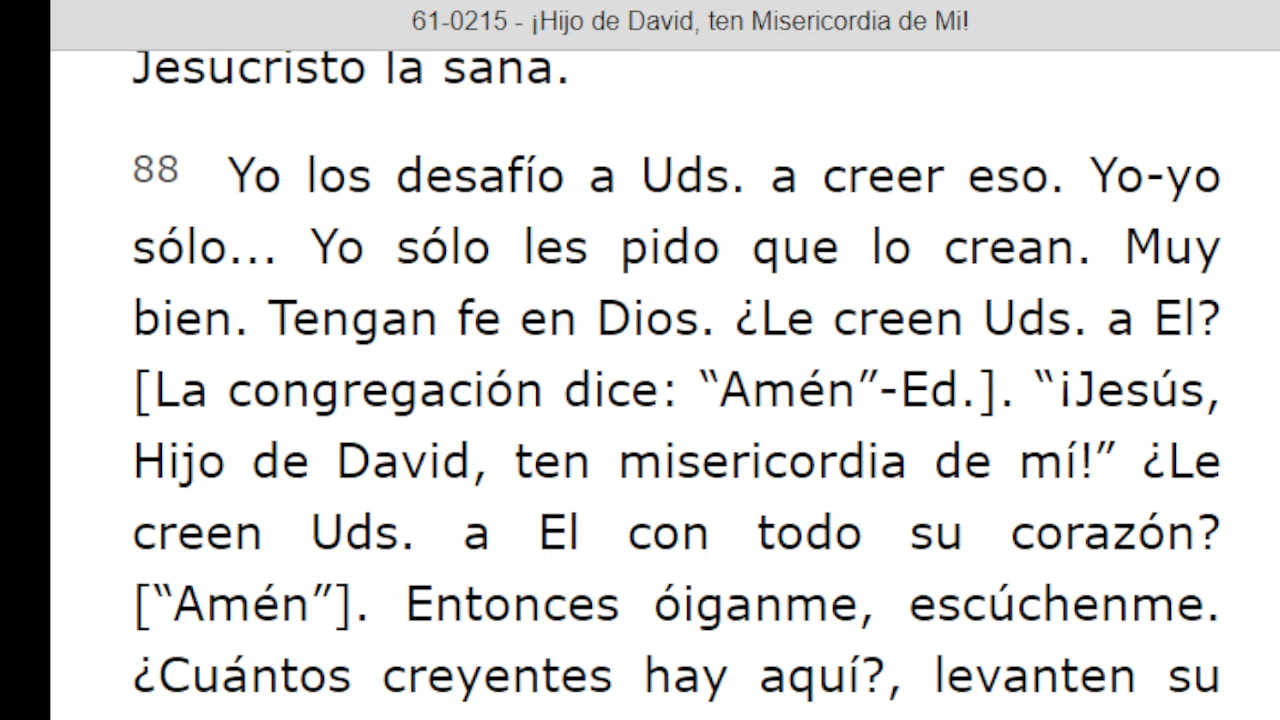 61-0215 - ¡Hijo de David, ten Misericordia de Mi!
Jesucristo la sana.
88 Yo los desafío a Uds. a creer eso. Yo-yo
sólo... Yo sólo les pido que lo crean. Muy
bien. Tengan fe en Dios. ¿Le creen Uds. a El?
[La congregación dice: “Amén”-Ed.]. “¡Jesús,
Hijo de David, ten misericordia de mí!” ¿Le
creen Uds. a El con todo su corazón?
[“Amén”]. Entonces óiganme, escúchenme.
¿Cuántos creyentes hay aquí?, levanten su